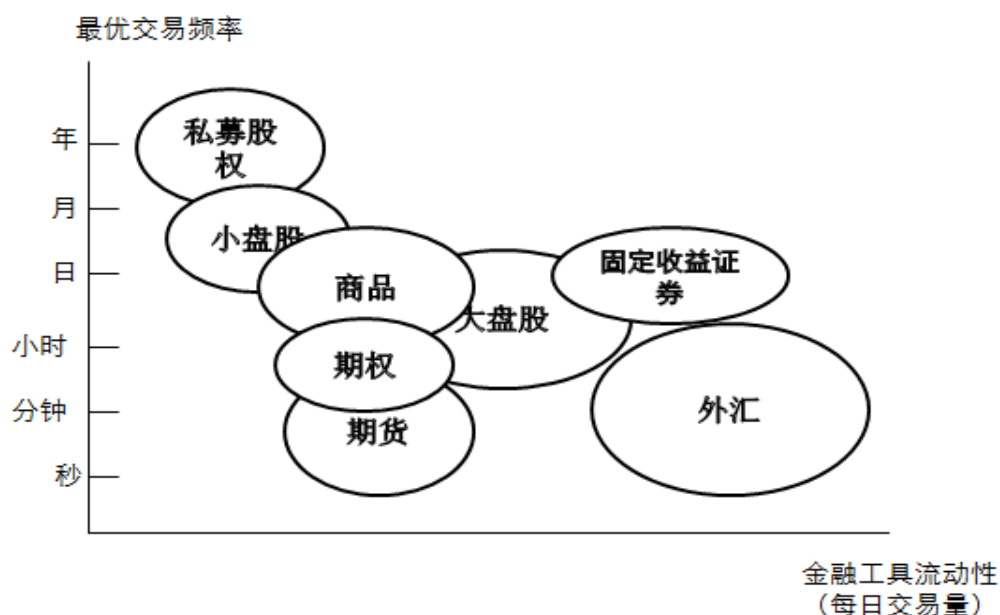 最优交易频率
年
月
日
小时
分钟
秒
私募股
权
小盘股
商品
大盘股
固定收益证
券
期权
期货
外汇
金融工具流动性
（每日交易量）